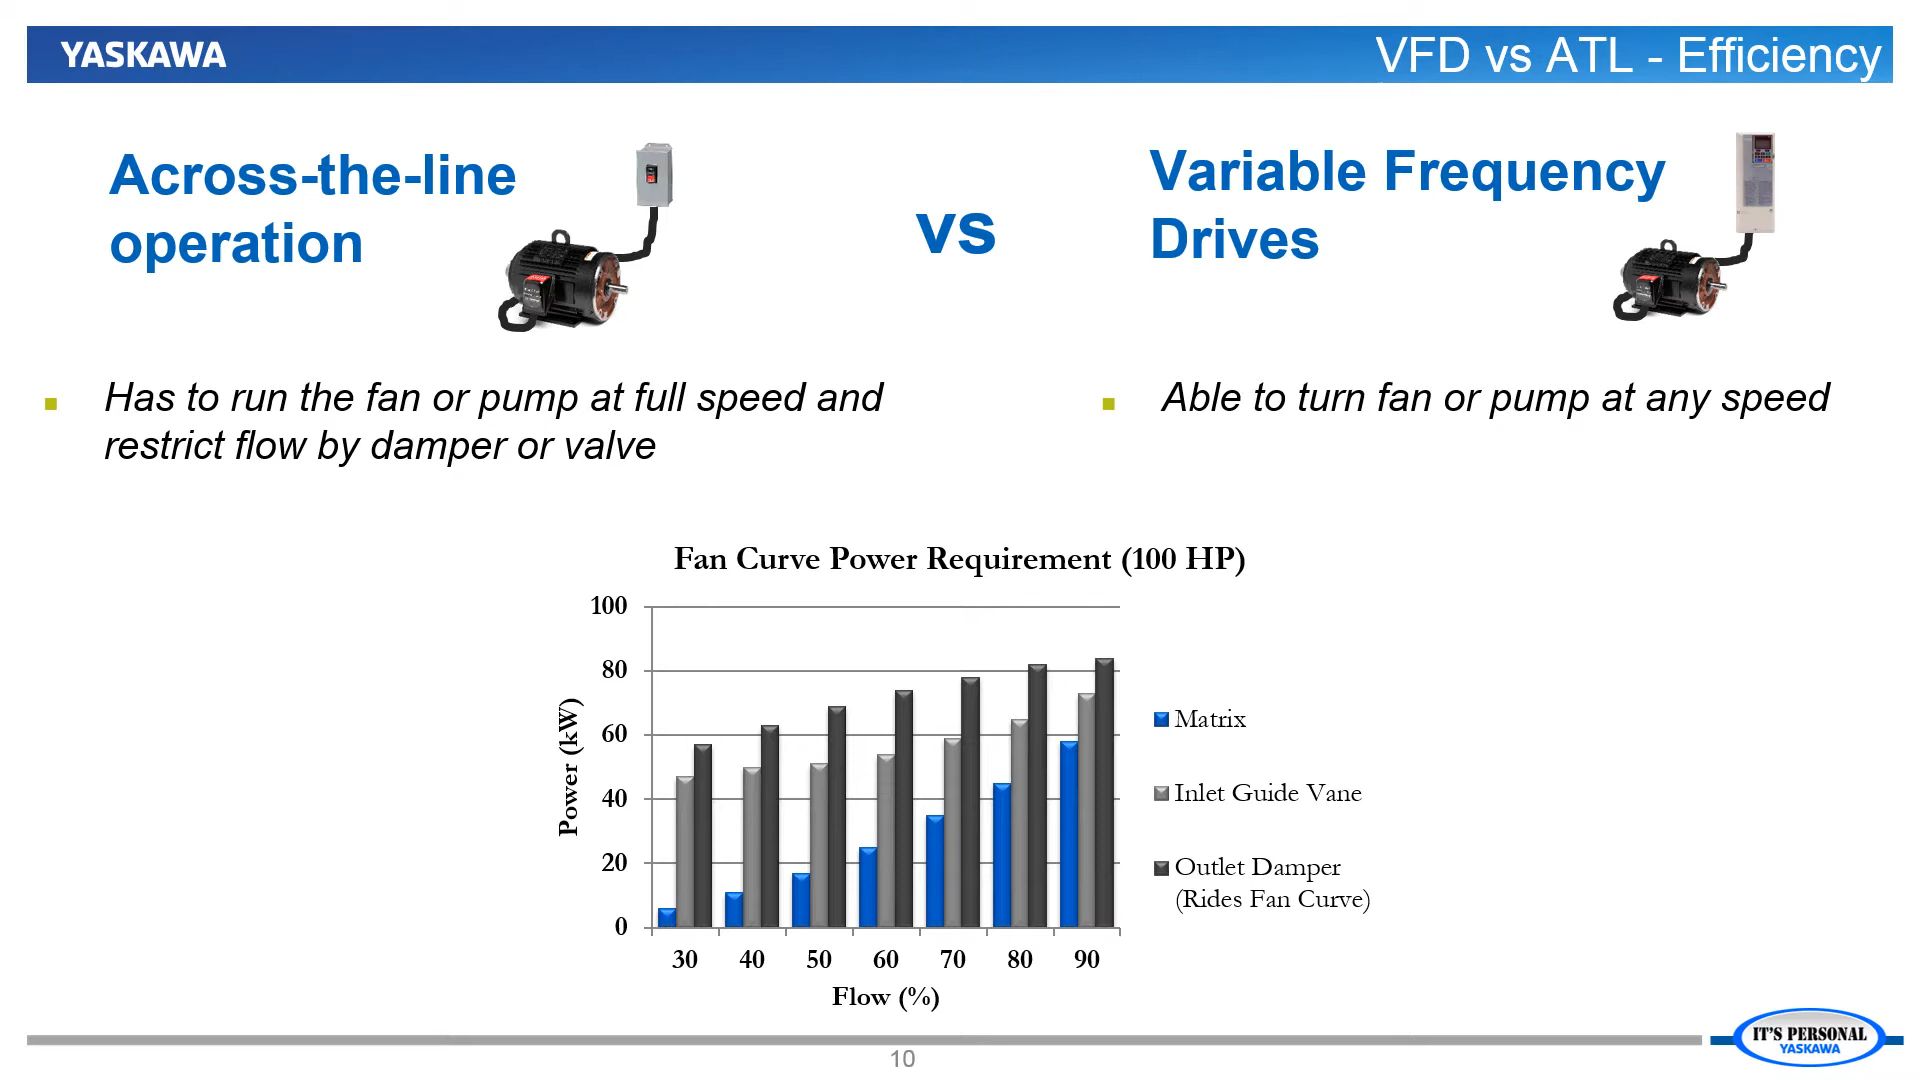 YASKAWA
VFD vs ATL - Efficiency
Across-the-line
operation
vs
Variable Frequency
Drives
Has to run the fan or pump at full speed and
restrict flow by damper or valve
Able to turn fan or pump at any speed
Fan Curve Power Requirement (100 HP)
Power (kW)
100
80
60
40
20
0
30 40 50 60 70 80 90
Flow (%)
Matrix
Inlet Guide Vane
Outlet Damper
(Rides Fan Curve)
10
IT'S PERSONAL
YASKAWA